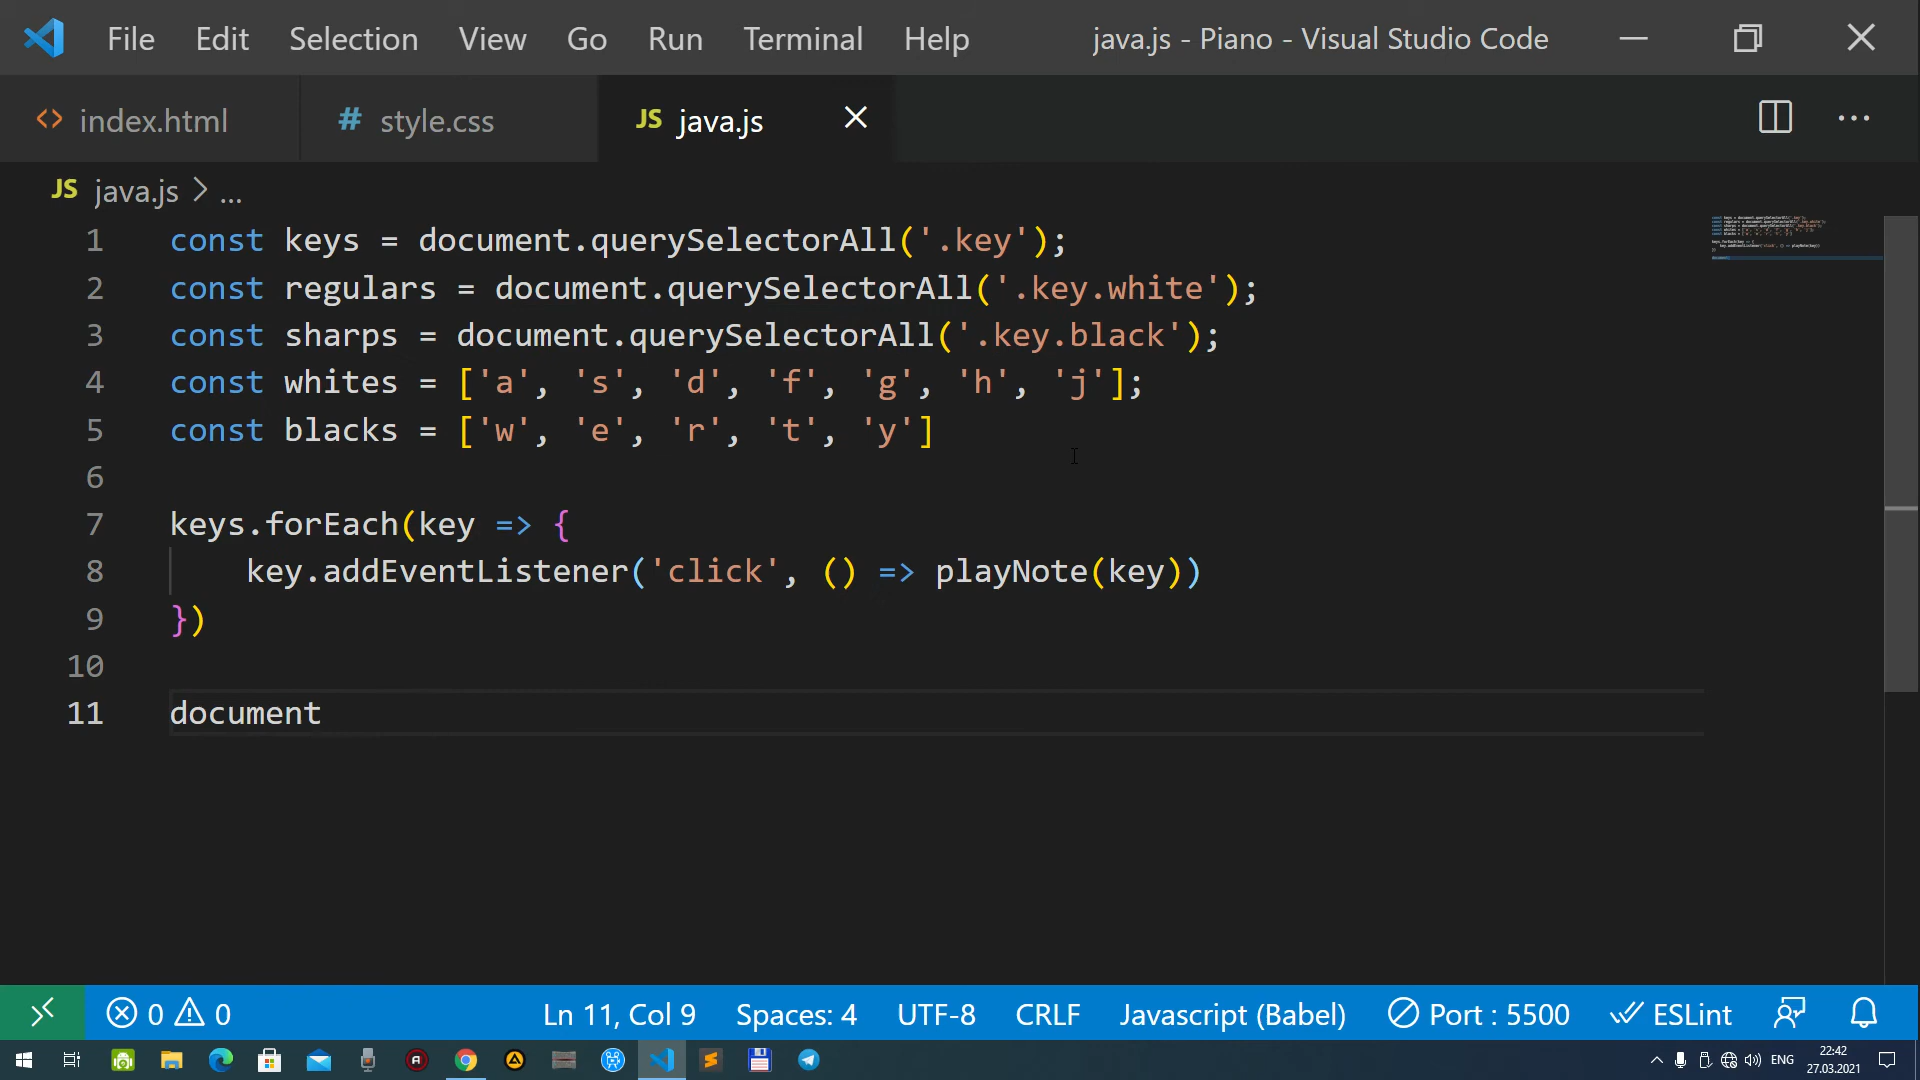 File Edit Selection View Go Run Terminal Help java.js - Piano - Visual Studio Code
<> index.html # style.css JS java.js
JS java.js > ...
1 const keys = document.querySelectorAll('.key');
2 const regulars = document.querySelectorAll('.key.white');
3 const sharps = document.querySelectorAll('.key.black');
4 const whites = ['a', 's', 'd', 'f', 'g', 'h', 'j'];
5 const blacks = ['w', 'e', 'r', 't', 'y']
6
7 keys.forEach(key => {
8     key.addEventListener('click', () => playNote(key))
9 })
10
11 document
0 0 Ln 11, Col 9 Spaces: 4 UTF-8 CRLF Javascript (Babel) Port : 5500 ESLint
ENG 22:42
27.03.2021